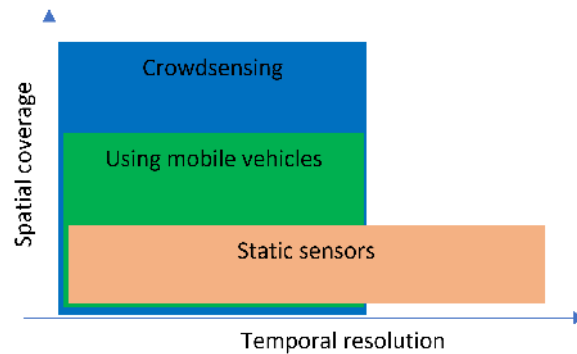 Crowdsensing
Using mobile vehicles
Static sensors
Spatial coverage
Temporal resolution